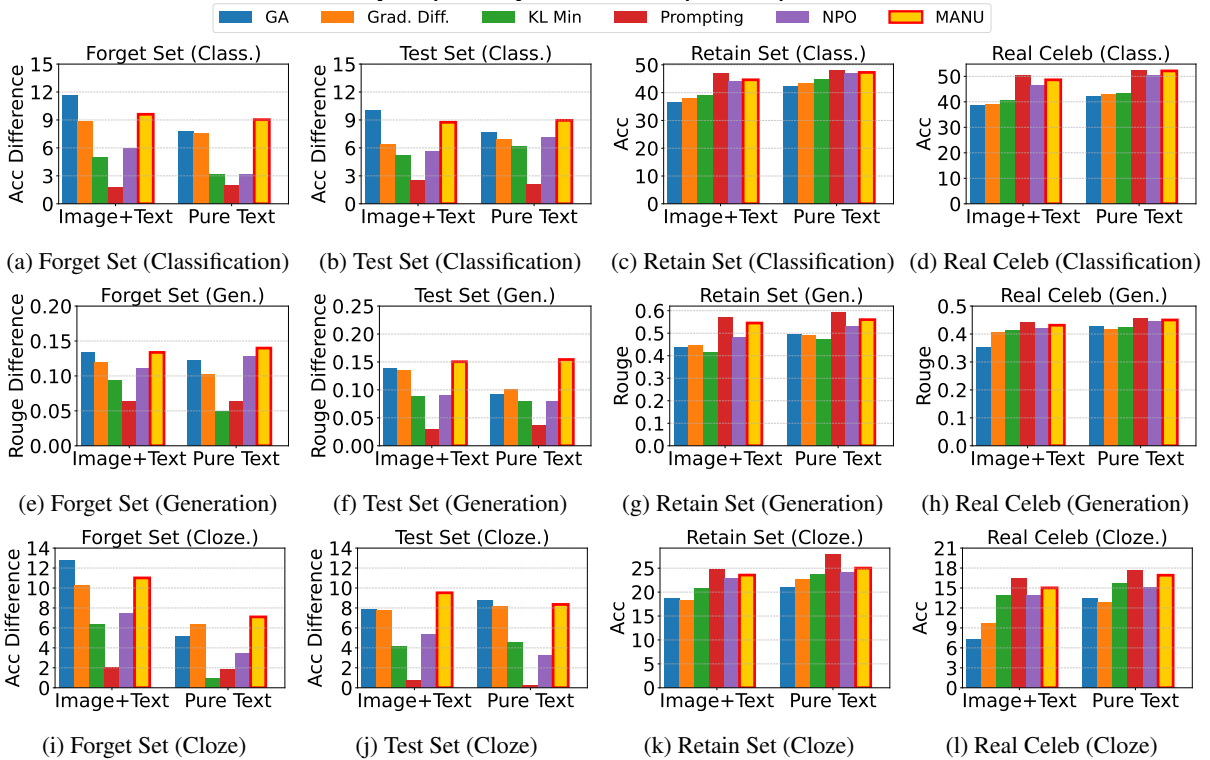 GA Grad. Diff. KL Min Prompting NPO MANU
Forget Set (Class.) Test Set (Class.) Retain Set (Class.) Real Celeb (Class.)
Acc Difference
15
12
9
6
3
0
Image+Text Pure Text
Acc Difference
15
12
9
6
3
0
Image+Text Pure Text
Acc
50
40
30
20
10
0
Image+Text Pure Text
Acc
50
40
30
20
10
0
Image+Text Pure Text
(a) Forget Set (Classification) (b) Test Set (Classification) (c) Retain Set (Classification) (d) Real Celeb (Classification)
Forget Set (Gen.) Test Set (Gen.) Retain Set (Gen.) Real Celeb (Gen.)
Rouge Difference
0.20
0.15
0.10
0.05
0.00
Image+Text Pure Text
Rouge Difference
0.25
0.20
0.15
0.10
0.05
0.00
Image+Text Pure Text
Rouge
0.6
0.5
0.4
0.3
0.2
0.1
0.0
Image+Text Pure Text
Rouge
0.5
0.4
0.3
0.2
0.1
0.0
Image+Text Pure Text
(e) Forget Set (Generation) (f) Test Set (Generation) (g) Retain Set (Generation) (h) Real Celeb (Generation)
Forget Set (Cloze.) Test Set (Cloze.) Retain Set (Cloze.) Real Celeb (Cloze.)
Acc Difference
14
12
10
8
6
4
2
0
Image+Text Pure Text
Acc Difference
14
12
10
8
6
4
2
0
Image+Text Pure Text
Acc
25
20
15
10
5
0
Image+Text Pure Text
Acc
21
18
15
12
9
6
3
0
Image+Text Pure Text
(i) Forget Set (Cloze) (j) Test Set (Cloze) (k) Retain Set (Cloze) (l) Real Celeb (Cloze)